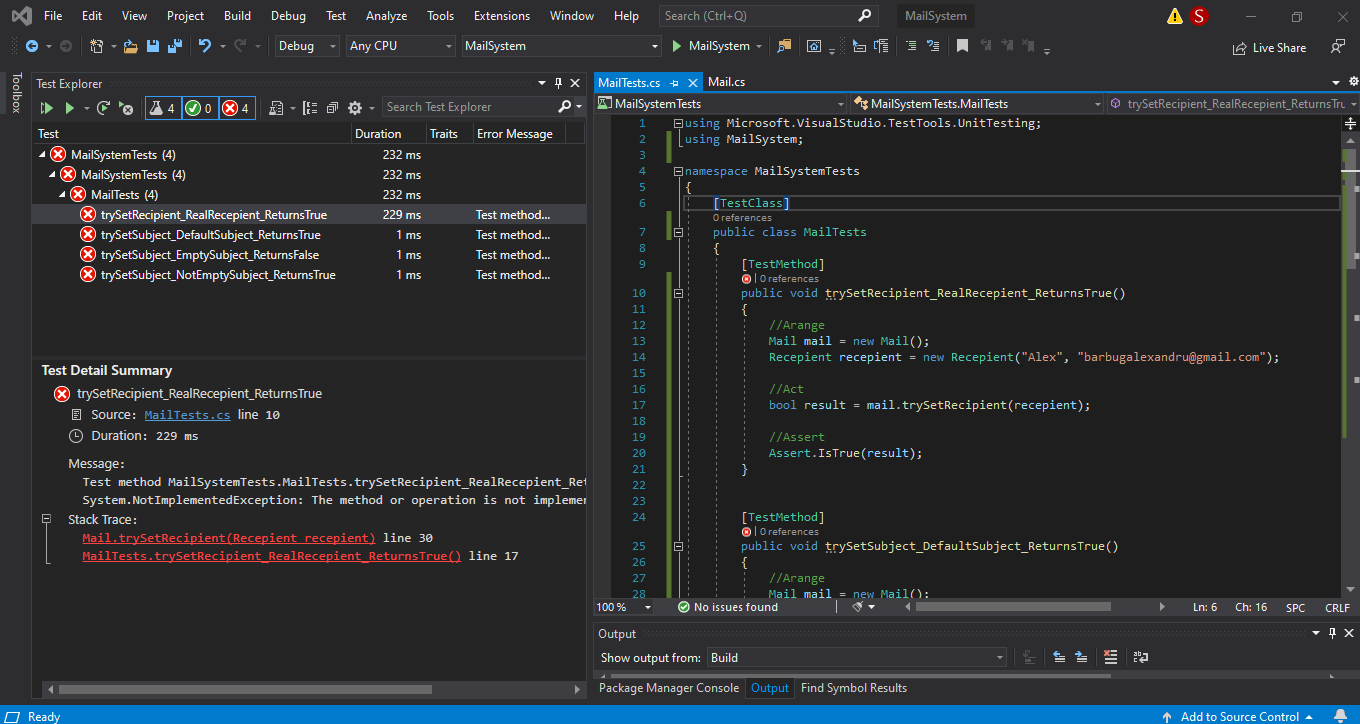 File Edit View Project Build Debug Test Analyze Tools Extensions Window Help Search (Ctrl+Q) MailSystem S
Debug Any CPU MailSystem MailSystem Live Share
Toolbox
Test Explorer
4 0 4 Search Test Explorer
Test Duration Traits Error Message
MailSystemTests (4) 232 ms
MailSystemTests (4) 232 ms
MailTests (4) 232 ms
trySetRecipient_RealRecepient_ReturnsTrue 229 ms Test method...
trySetSubject_DefaultSubject_ReturnsTrue 1 ms Test method...
trySetSubject_EmptySubject_ReturnsFalse 1 ms Test method...
trySetSubject_NotEmptySubject_ReturnsTrue 1 ms Test method...
Test Detail Summary
trySetRecipient_RealRecepient_ReturnsTrue
Source: MailTests.cs line 10
Duration: 229 ms
Message:
Test method MailSystemTests.MailTests.trySetRecipient_RealRecepient_Ret
System.NotImplementedException: The method or operation is not implemen
Stack Trace:
Mail.trySetRecipient(Recepient recepient) line 30
MailTests.trySetRecipient_RealRecepient_ReturnsTrue() line 17
MailTests.cs Mail.cs
MailSystemTests MailSystemTests.MailTests trySetRecipient_RealRecepient_ReturnsTru
1 using Microsoft.VisualStudio.TestTools.UnitTesting;
2 using MailSystem;
3
4 namespace MailSystemTests
5 {
6 [TestClass]
0 references
7 public class MailTests
8 {
9 [TestMethod]
0 references
10 public void trySetRecipient_RealRecepient_ReturnsTrue()
11 {
12 //Arange
13 Mail mail = new Mail();
14 Recepient recepient = new Recepient("Alex", "barbugalexandru@gmail.com");
15
16 //Act
17 bool result = mail.trySetRecipient(recepient);
18
19 //Assert
20 Assert.IsTrue(result);
21 }
22
23
24 [TestMethod]
0 references
25 public void trySetSubject_DefaultSubject_ReturnsTrue()
26 {
27 //Arange
28 Mail mail = new Mail();
100 % No issues found Ln: 6 Ch: 16 SPC CRLF
Output
Show output from: Build
Package Manager Console Output Find Symbol Results
Ready Add to Source Control